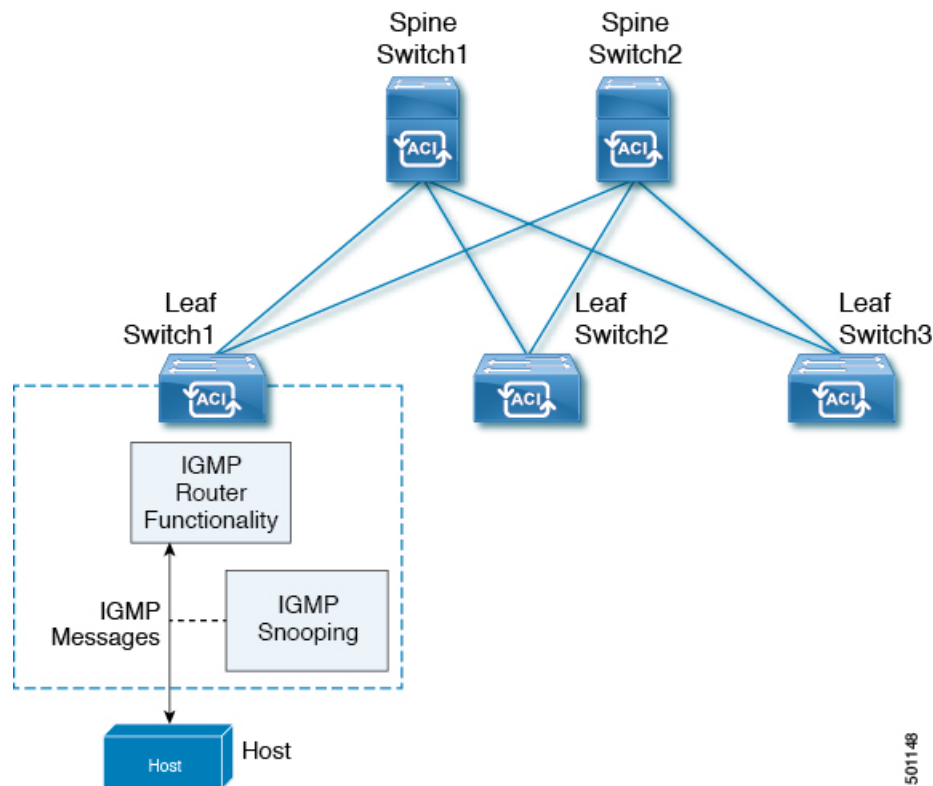 Spine
Switch1
Spine
Switch2
ACI
ACI
Leaf
Switch1
Leaf
Switch2
Leaf
Switch3
ACI
ACI
ACI
IGMP
Router
Functionality
IGMP
Messages
IGMP
Snooping
Host
Host
501148